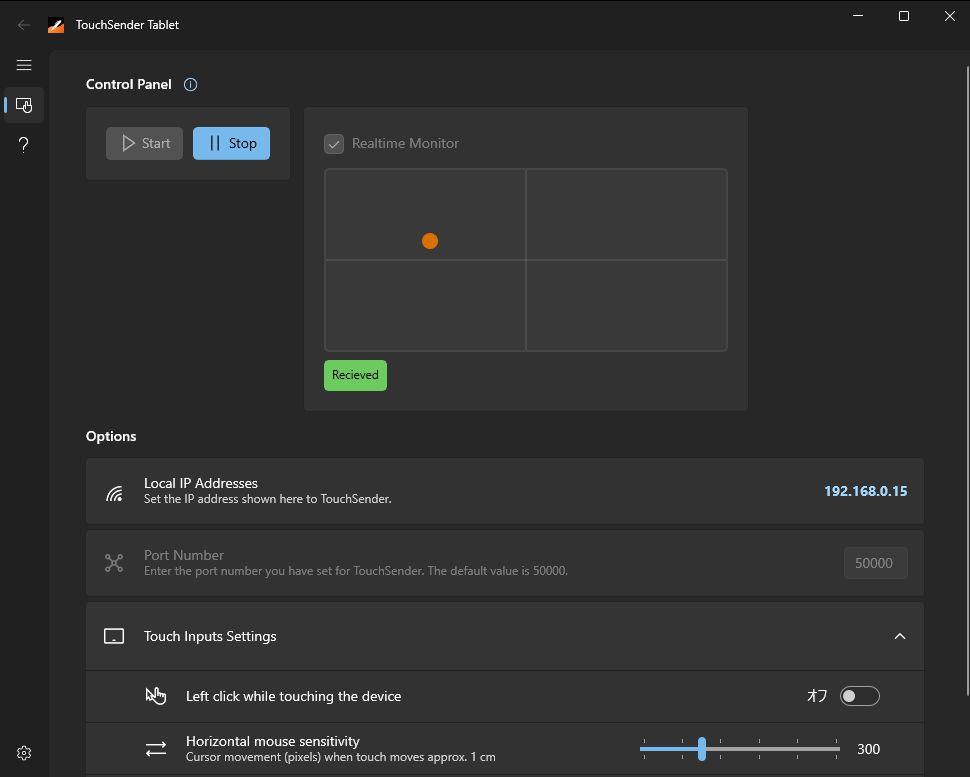 TouchSender Tablet
Control Panel
Start
Stop
Realtime Monitor
Recieved
Options
Local IP Addresses
Set the IP address shown here to TouchSender.
192.168.0.15
Port Number
Enter the port number you have set for TouchSender. The default value is 50000.
50000
Touch Inputs Settings
Left click while touching the device
オフ
Horizontal mouse sensitivity
Cursor movement (pixels) when touch moves approx. 1 cm
300